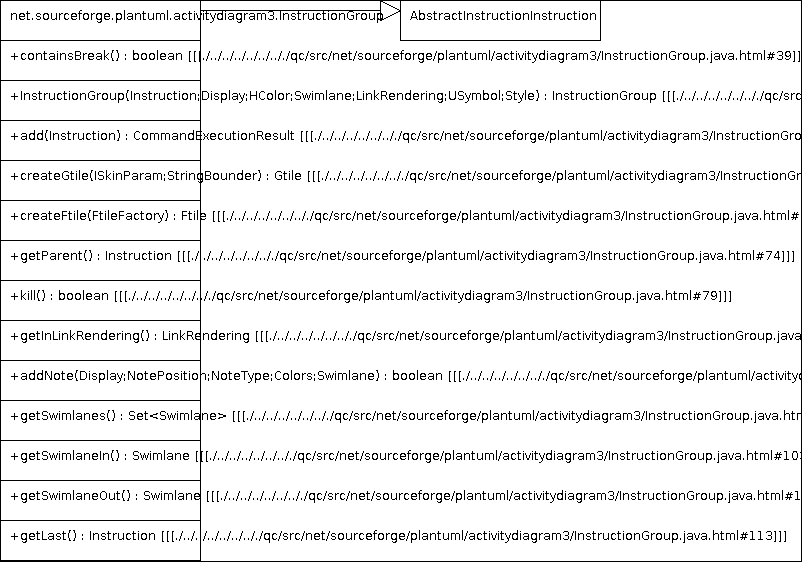 net.sourceforge.plantuml.activitydiagram3.InstructionGroup
AbstractInstructionInstruction
+containsBreak() : boolean [[[./../../../../../../qc/src/net/sourceforge/plantuml/activitydiagram3/InstructionGroup.java.html#39]]
+InstructionGroup(Instruction;Display;HColor;Swimlane;LinkRendering;USymbol;Style) : InstructionGroup [[[./../../../../../../qc/src
+add(Instruction) : CommandExecutionResult [[[./../../../../../../qc/src/net/sourceforge/plantuml/activitydiagram3/InstructionGro
+createGtile(ISkinParam;StringBounder) : Gtile [[[./../../../../../../qc/src/net/sourceforge/plantuml/activitydiagram3/InstructionGr
+createFtile(FtileFactory) : Ftile [[[./../../../../../../qc/src/net/sourceforge/plantuml/activitydiagram3/InstructionGroup.java.html#
+getParent() : Instruction [[[./../../../../../../qc/src/net/sourceforge/plantuml/activitydiagram3/InstructionGroup.java.html#74]]]
+kill() : boolean [[[./../../../../../../qc/src/net/sourceforge/plantuml/activitydiagram3/InstructionGroup.java.html#79]]]
+getInLinkRendering() : LinkRendering [[[./../../../../../../qc/src/net/sourceforge/plantuml/activitydiagram3/InstructionGroup.java
+addNote(Display;NotePosition;NoteType;Colors;Swimlane) : boolean [[[./../../../../../../qc/src/net/sourceforge/plantuml/activityd
+getSwimlanes() : Set<Swimlane> [[[./../../../../../../qc/src/net/sourceforge/plantuml/activitydiagram3/InstructionGroup.java.htm
+getSwimlaneIn() : Swimlane [[[./../../../../../../qc/src/net/sourceforge/plantuml/activitydiagram3/InstructionGroup.java.html#103
+getSwimlaneOut() : Swimlane [[[./../../../../../../qc/src/net/sourceforge/plantuml/activitydiagram3/InstructionGroup.java.html#1
+getLast() : Instruction [[[./../../../../../../qc/src/net/sourceforge/plantuml/activitydiagram3/InstructionGroup.java.html#113]]]